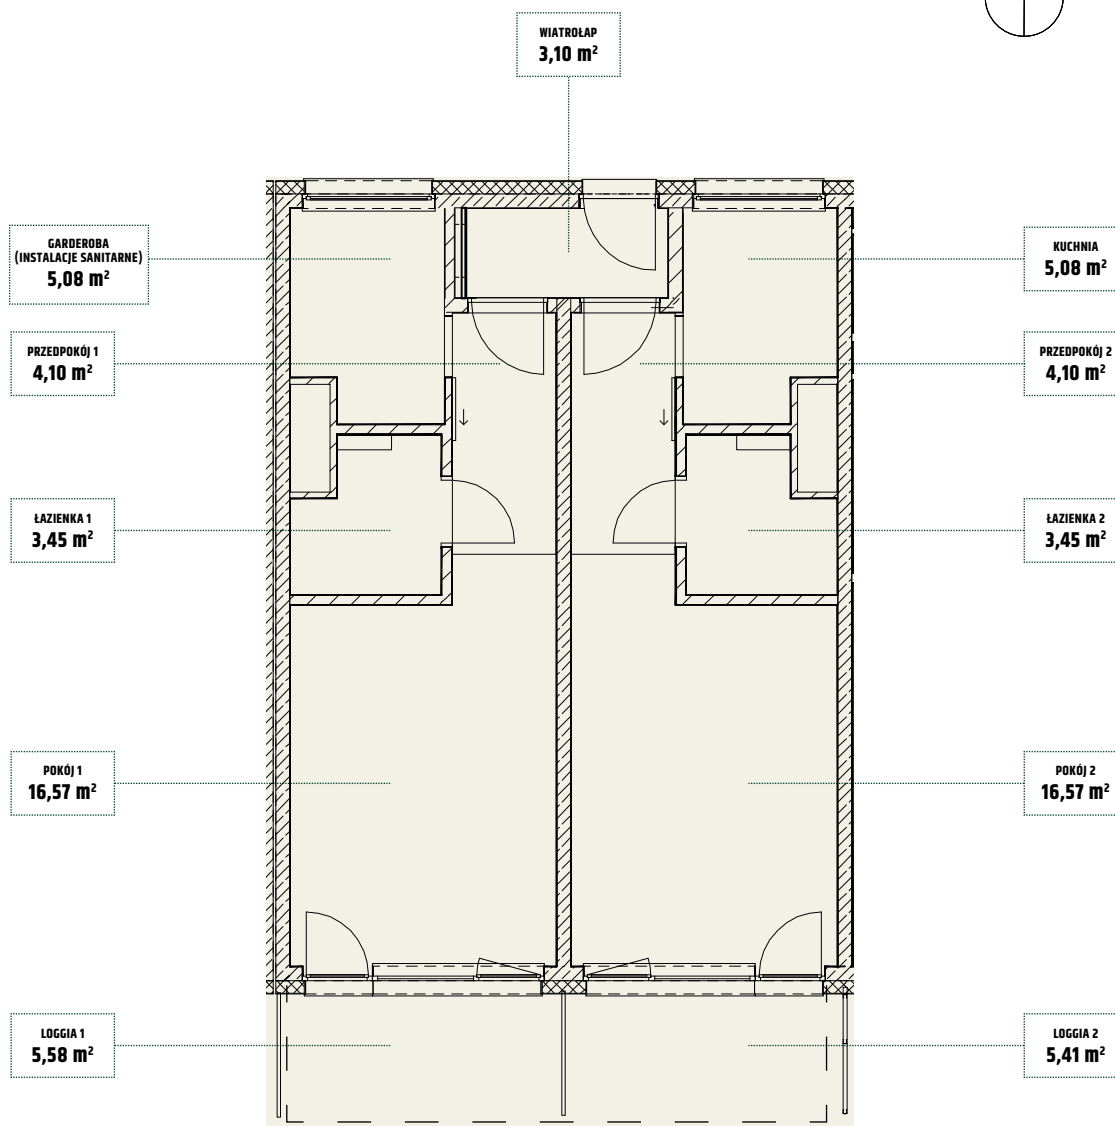 WIATROŁAP
3,10 m²
GARDEROBA
(INSTALACJE SANITARNE)
5,08 m²
KUCHNIA
5,08 m²
PRZEDPOKÓJ 1
4,10 m²
PRZEDPOKÓJ 2
4,10 m²
ŁAZIENKA 1
3,45 m²
ŁAZIENKA 2
3,45 m²
POKÓJ 1
16,57 m²
POKÓJ 2
16,57 m²
LOGGIA 1
5,58 m²
LOGGIA 2
5,41 m²